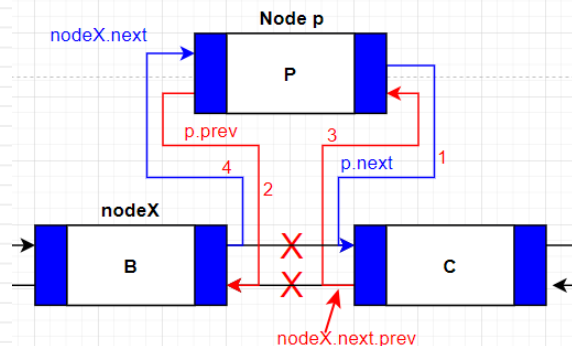 Node p
nodeX.next
P
p.prev
3
p.next
1
4
2
nodeX
X
B
C
X
nodeX.next.prev